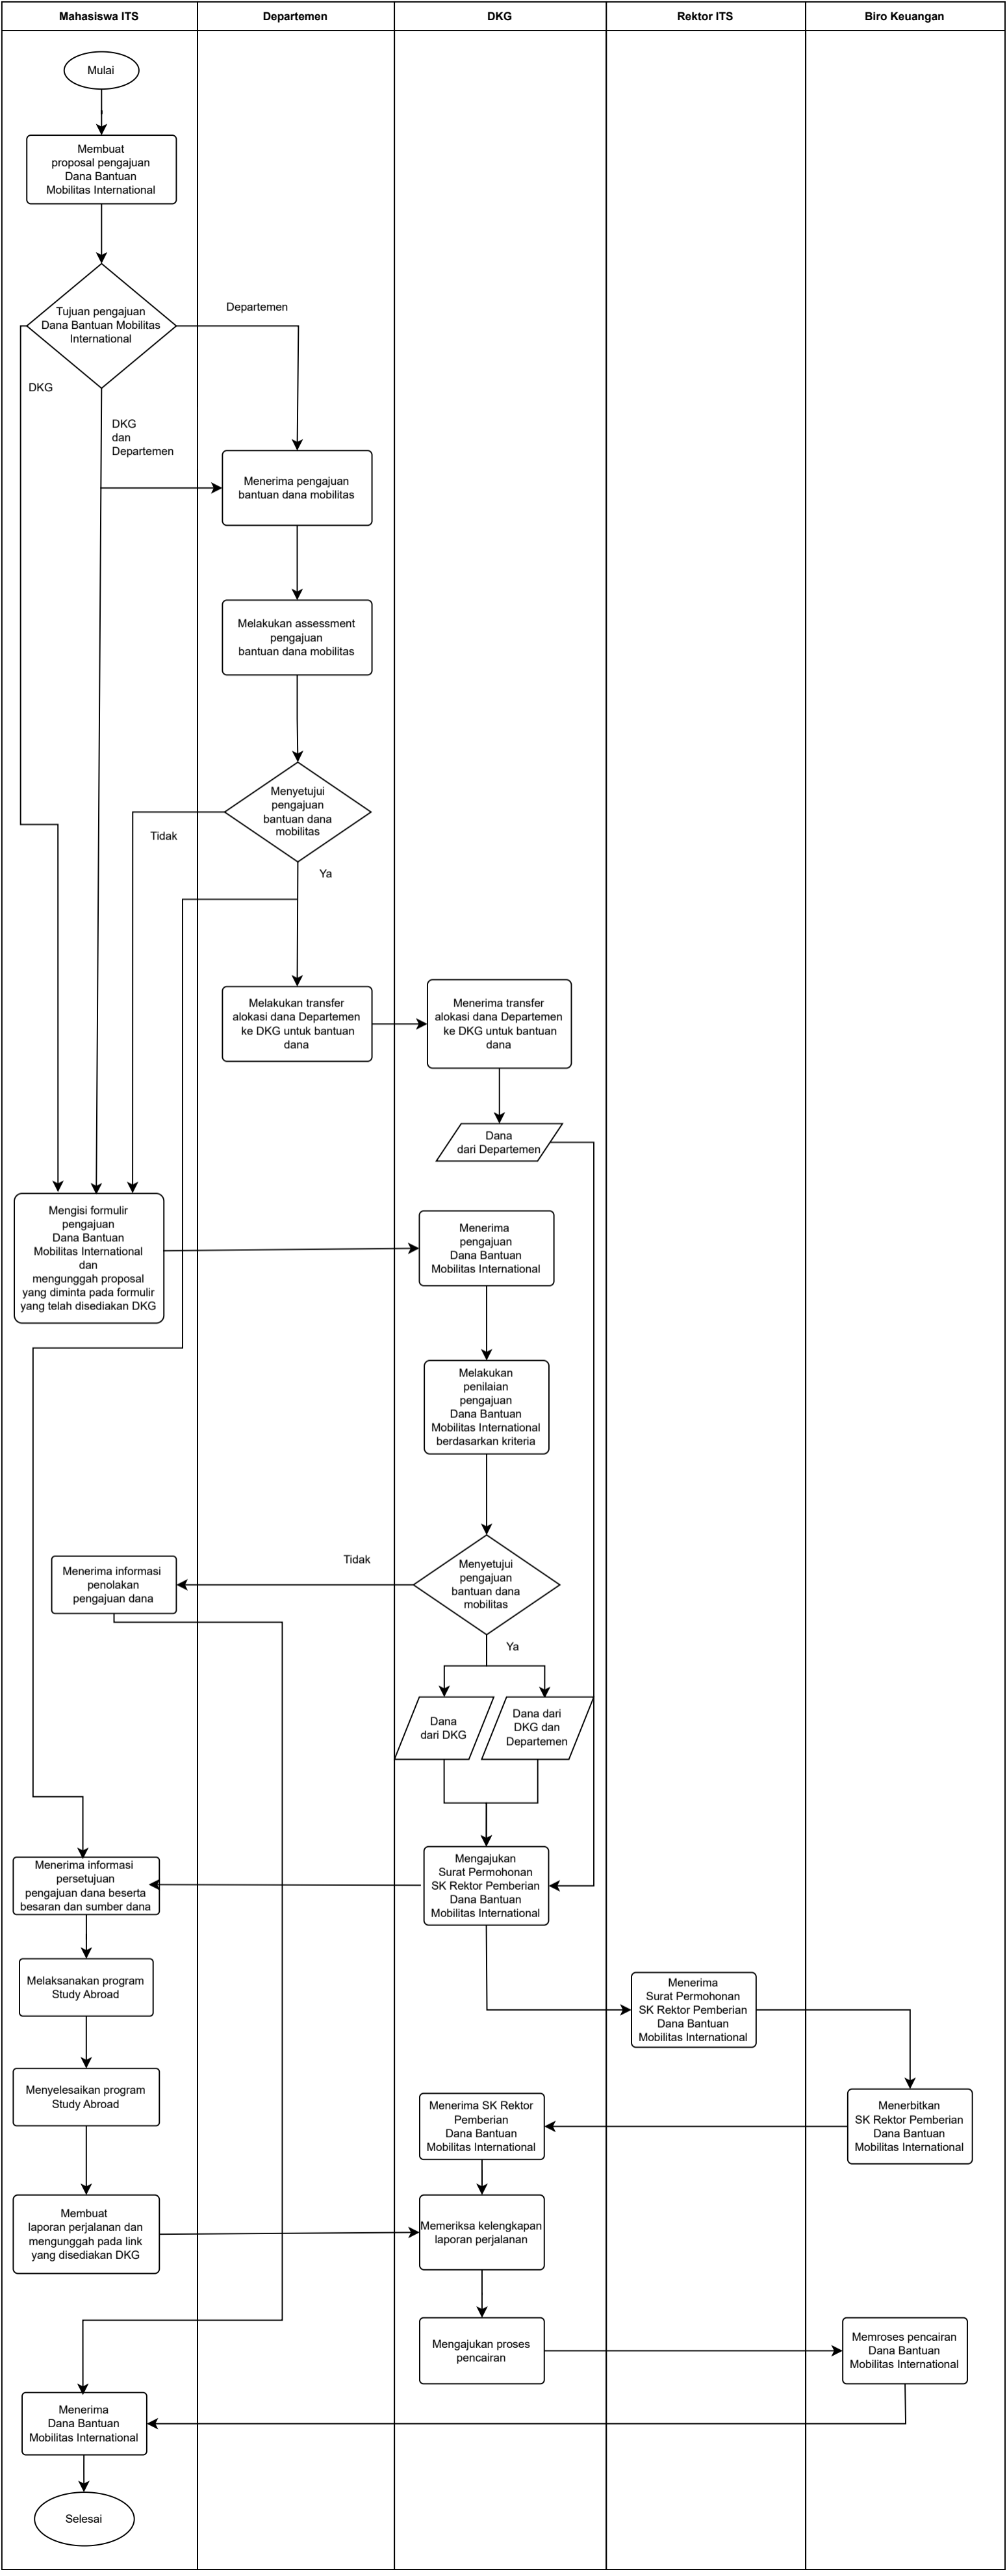 Mahasiswa ITS
Departemen
DKG
Rektor ITS
Biro Keuangan
Mulai
Membuat
proposal pengajuan
Dana Bantuan
Mobilitas International
Tujuan pengajuan
Dana Bantuan Mobilitas
International
Departemen
DKG
DKG
dan
Departemen
Menerima pengajuan
bantuan dana mobilitas
Melakukan assessment
pengajuan
bantuan dana mobilitas
Menyetujui
pengajuan
bantuan dana
mobilitas
Tidak
Ya
Melakukan transfer
alokasi dana Departemen
ke DKG untuk bantuan
dana
Menerima transfer
alokasi dana Departemen
ke DKG untuk bantuan
dana
Dana
dari Departemen
Mengisi formulir
pengajuan
Dana Bantuan
Mobilitas International
dan
mengunggah proposal
yang diminta pada formulir
yang telah disediakan DKG
Menerima
pengajuan
Dana Bantuan
Mobilitas International
Melakukan
penilaian
pengajuan
Dana Bantuan
Mobilitas International
berdasarkan kriteria
Menyetujui
pengajuan
bantuan dana
mobilitas
Tidak
Menerima informasi
penolakan
pengajuan dana
Ya
Dana
dari DKG
Dana dari
DKG dan
Departemen
Mengajukan
Surat Permohonan
SK Rektor Pemberian
Dana Bantuan
Mobilitas International
Menerima informasi
persetujuan
pengajuan dana beserta
besaran dan sumber dana
Melaksanakan program
Study Abroad
Menerima
Surat Permohonan
SK Rektor Pemberian
Dana Bantuan
Mobilitas International
Menyelesaikan program
Study Abroad
Menerima SK Rektor
Pemberian
Dana Bantuan
Mobilitas International
Menerbitkan
SK Rektor Pemberian
Dana Bantuan
Mobilitas International
Membuat
laporan perjalanan dan
mengunggah pada link
yang disediakan DKG
Memeriksa kelengkapan
laporan perjalanan
Mengajukan proses
pencairan
Memroses pencairan
Dana Bantuan
Mobilitas International
Menerima
Dana Bantuan
Mobilitas International
Selesai